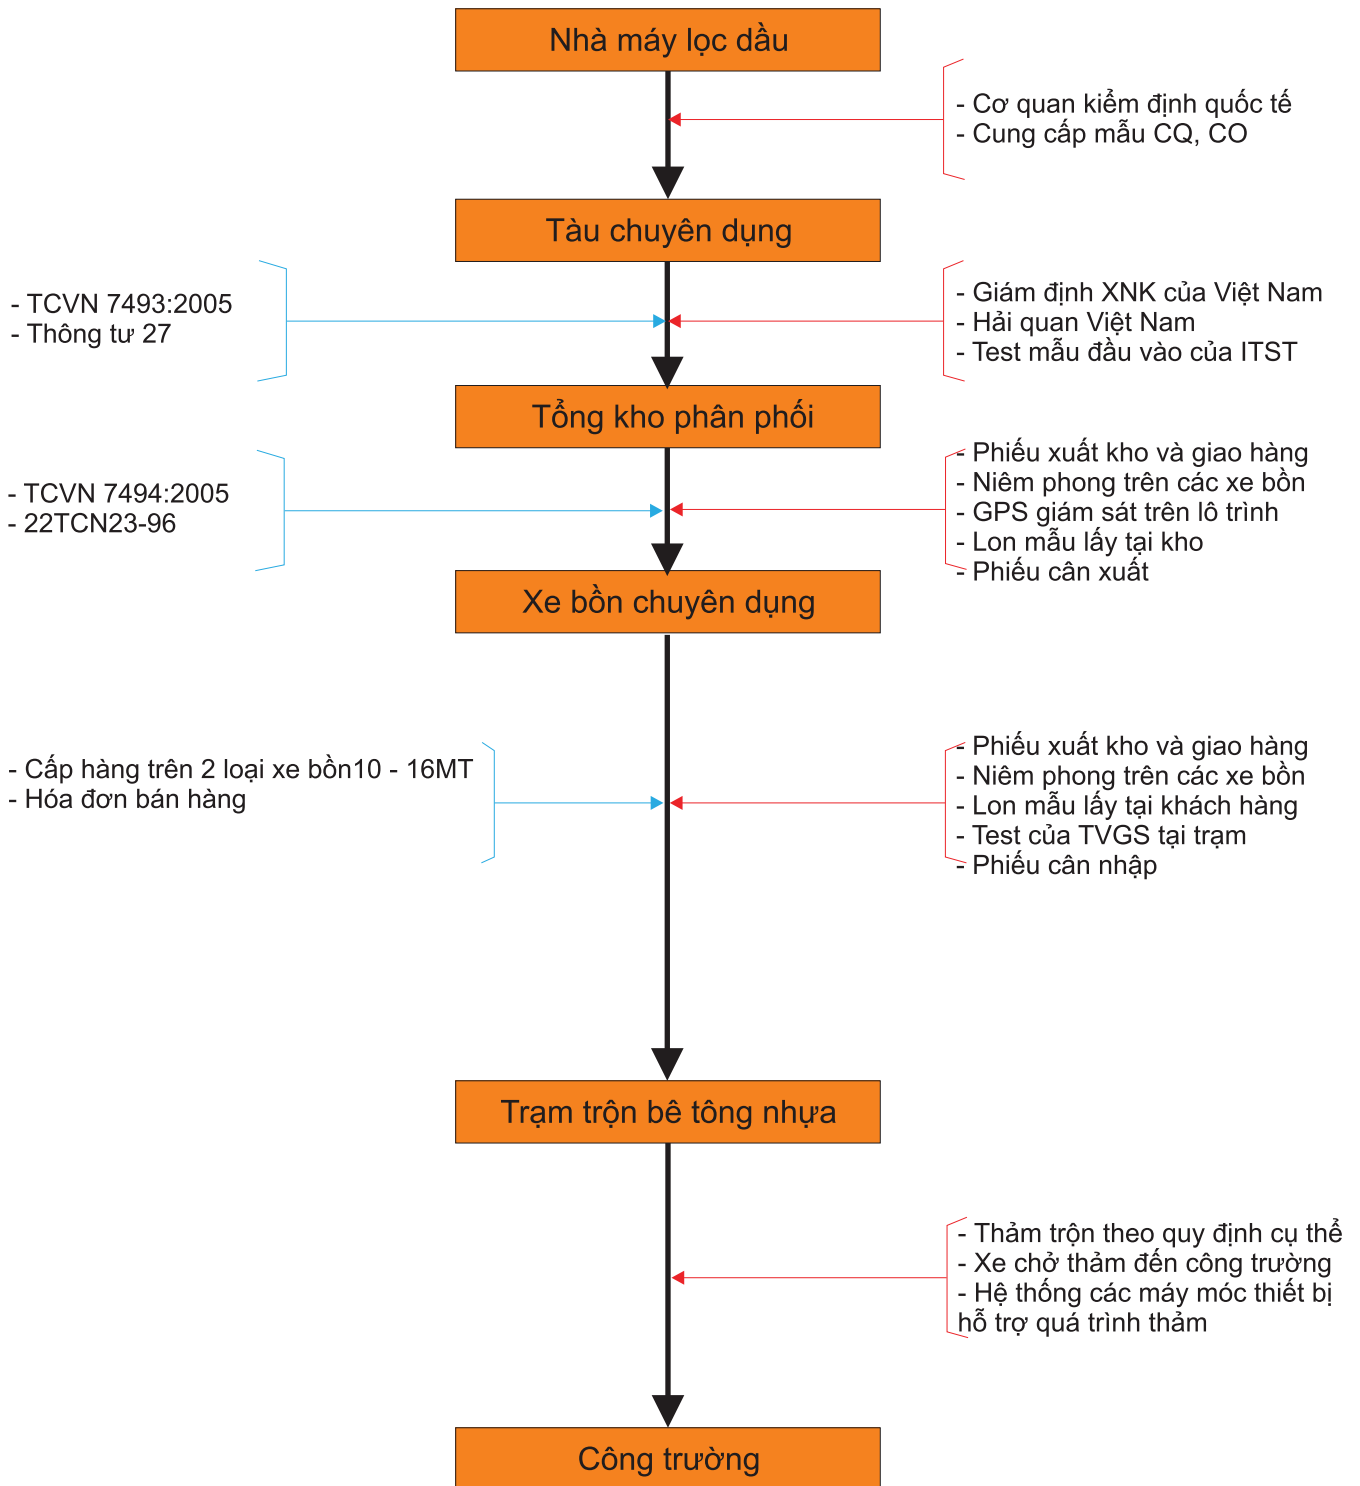 Nhà máy lọc dầu
- Cơ quan kiểm định quốc tế
- Cung cấp mẫu CQ, CO
Tàu chuyên dụng
- TCVN 7493:2005
- Thông tư 27
- Giám định XNK của Việt Nam
- Hải quan Việt Nam
- Test mẫu đầu vào của ITST
Tổng kho phân phối
- TCVN 7494:2005
- 22TCN23-96
- Phiếu xuất kho và giao hàng
- Niêm phong trên các xe bồn
- GPS giám sát trên lô trình
- Lon mẫu lấy tại kho
- Phiếu cân xuất
Xe bồn chuyên dụng
- Cấp hàng trên 2 loại xe bồn10 - 16MT
- Hóa đơn bán hàng
- Phiếu xuất kho và giao hàng
- Niêm phong trên các xe bồn
- Lon mẫu lấy tại khách hàng
- Test của TVGS tại trạm
- Phiếu cân nhập
Trạm trộn bê tông nhựa
- Thảm trộn theo quy định cụ thể
- Xe chở thảm đến công trường
- Hệ thống các máy móc thiết bị
hỗ trợ quá trình thảm
Công trường